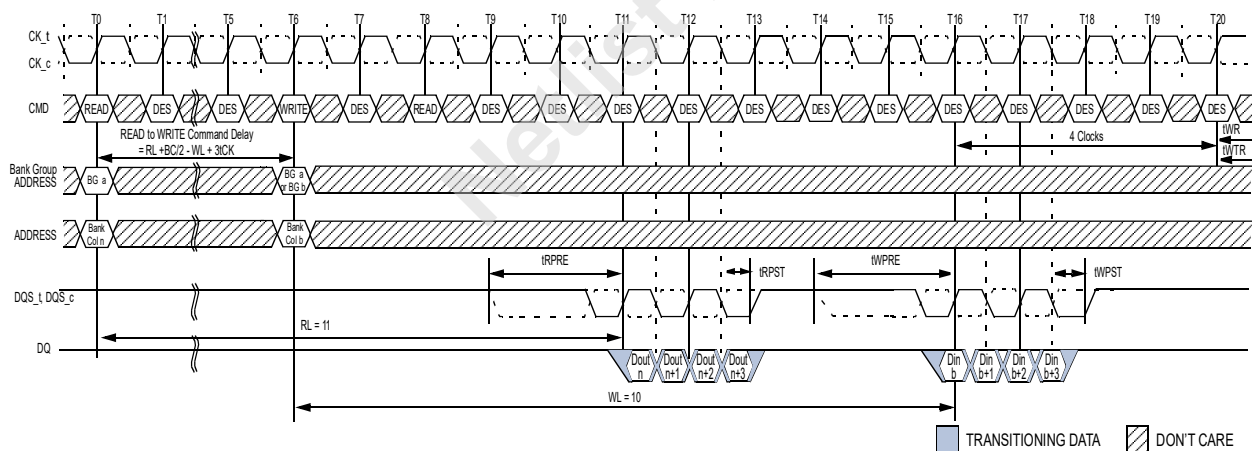 T0 T1 T5 T6 T7 T8 T9 T10 T11 T12 T13 T14 T15 T16 T17 T18 T19 T20
CK_t
CK_c
CMD READ DES DES WRITE DES READ DES DES DES DES DES DES DES DES DES DES DES DES
READ to WRITE Command Delay
= RL +BC/2 - WL + 3tCK
4 Clocks
tWR
tWTR
Bank Group
ADDRESS
BG a
BG a
or BG b
ADDRESS
Bank
Col n
Bank
Col b
tRPRE
tRPST
tWPRE
tWPST
DQS_t, DQS_c
RL = 11
DQ
Dout
n
Dout
n+1
Dout
n+2
Dout
n+3
Din
b
Din
b+1
Din
b+2
Din
b+3
WL = 10
TRANSITIONING DATA
DON'T CARE
Netlist